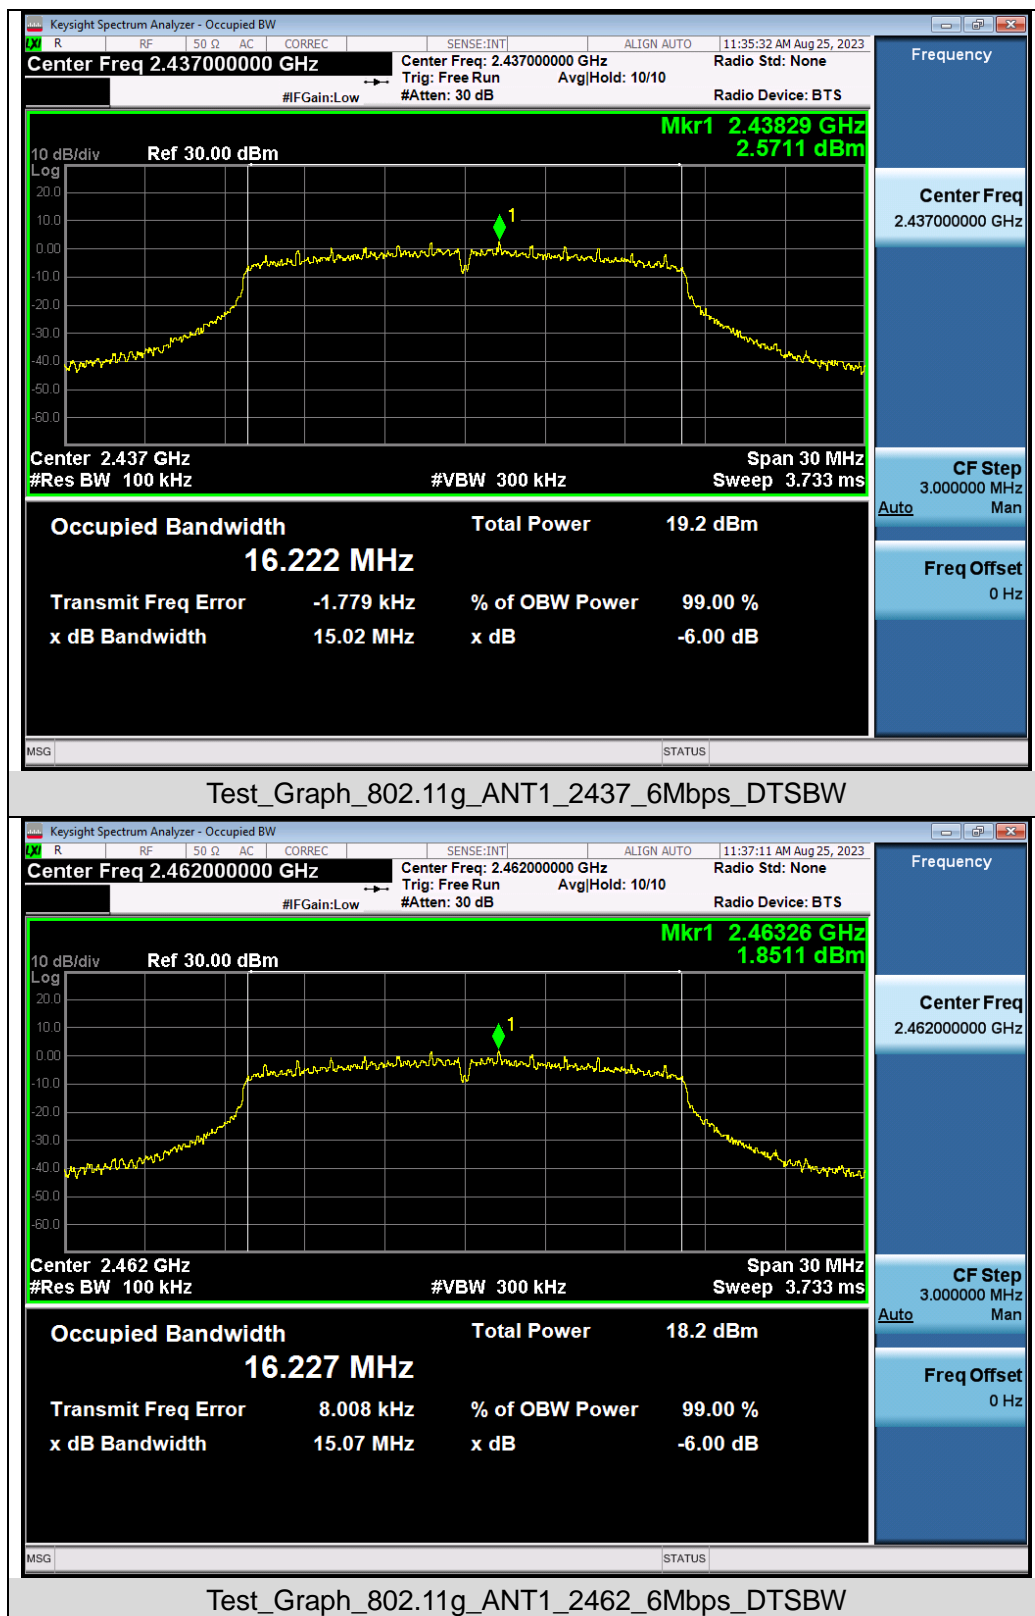 Keysight Spectrum Analyzer - Occupied BW
LXI R RF 50 Ω AC CORREC SENSE:INT ALIGN AUTO 11:35:32 AM Aug 25, 2023
Center Freq 2.437000000 GHz
Center Freq: 2.437000000 GHz
Radio Std: None
Trig: Free Run Avg|Hold: 10/10
#IFGain:Low
#Atten: 30 dB
Radio Device: BTS
Frequency
Mkr1 2.43829 GHz
2.5711 dBm
10 dB/div Ref 30.00 dBm
Log
20.0
10.0
0.00
-10.0
-20.0
-30.0
-40.0
-50.0
-60.0
1
Center 2.437 GHz Span 30 MHz
#Res BW 100 kHz #VBW 300 kHz Sweep 3.733 ms
Center Freq
2.437000000 GHz
CF Step
3.000000 MHz
Auto Man
Freq Offset
0 Hz
Occupied Bandwidth Total Power 19.2 dBm
16.222 MHz
Transmit Freq Error -1.779 kHz % of OBW Power 99.00 %
x dB Bandwidth 15.02 MHz x dB -6.00 dB
MSG STATUS
Test_Graph_802.11g_ANT1_2437_6Mbps_DTSBW
Keysight Spectrum Analyzer - Occupied BW
LXI R RF 50 Ω AC CORREC SENSE:INT ALIGN AUTO 11:37:11 AM Aug 25, 2023
Center Freq 2.462000000 GHz
Center Freq: 2.462000000 GHz
Radio Std: None
Trig: Free Run Avg|Hold: 10/10
#IFGain:Low
#Atten: 30 dB
Radio Device: BTS
Frequency
Mkr1 2.46326 GHz
1.8511 dBm
10 dB/div Ref 30.00 dBm
Log
20.0
10.0
0.00
-10.0
-20.0
-30.0
-40.0
-50.0
-60.0
1
Center 2.462 GHz Span 30 MHz
#Res BW 100 kHz #VBW 300 kHz Sweep 3.733 ms
Center Freq
2.462000000 GHz
CF Step
3.000000 MHz
Auto Man
Freq Offset
0 Hz
Occupied Bandwidth Total Power 18.2 dBm
16.227 MHz
Transmit Freq Error 8.008 kHz % of OBW Power 99.00 %
x dB Bandwidth 15.07 MHz x dB -6.00 dB
MSG STATUS
Test_Graph_802.11g_ANT1_2462_6Mbps_DTSBW